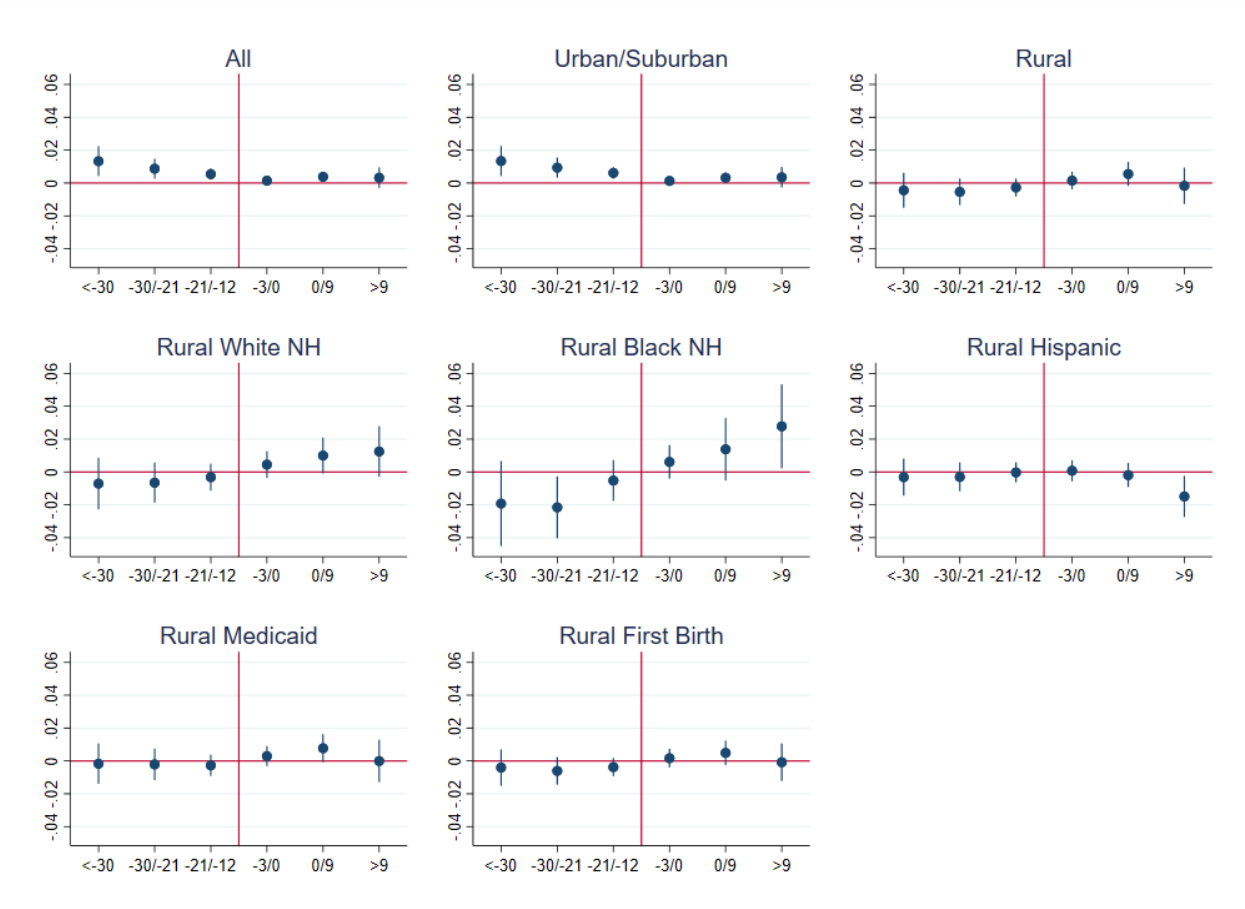 All Urban/Suburban Rural
.06 .06 .06
.04 .04 .04
.02 .02 .02
0 0 0
-.02 -.02 -.02
-.04 -.04 -.04
<-30 -30/-21 -21/-12 -3/0 0/9 >9 <-30 -30/-21 -21/-12 -3/0 0/9 >9 <-30 -30/-21 -21/-12 -3/0 0/9 >9
Rural White NH Rural Black NH Rural Hispanic
.06 .06 .06
.04 .04 .04
.02 .02 .02
0 0 0
-.02 -.02 -.02
-.04 -.04 -.04
<-30 -30/-21 -21/-12 -3/0 0/9 >9 <-30 -30/-21 -21/-12 -3/0 0/9 >9 <-30 -30/-21 -21/-12 -3/0 0/9 >9
Rural Medicaid Rural First Birth
.06 .06
.04 .04
.02 .02
0 0
-.02 -.02
-.04 -.04
<-30 -30/-21 -21/-12 -3/0 0/9 >9 <-30 -30/-21 -21/-12 -3/0 0/9 >9